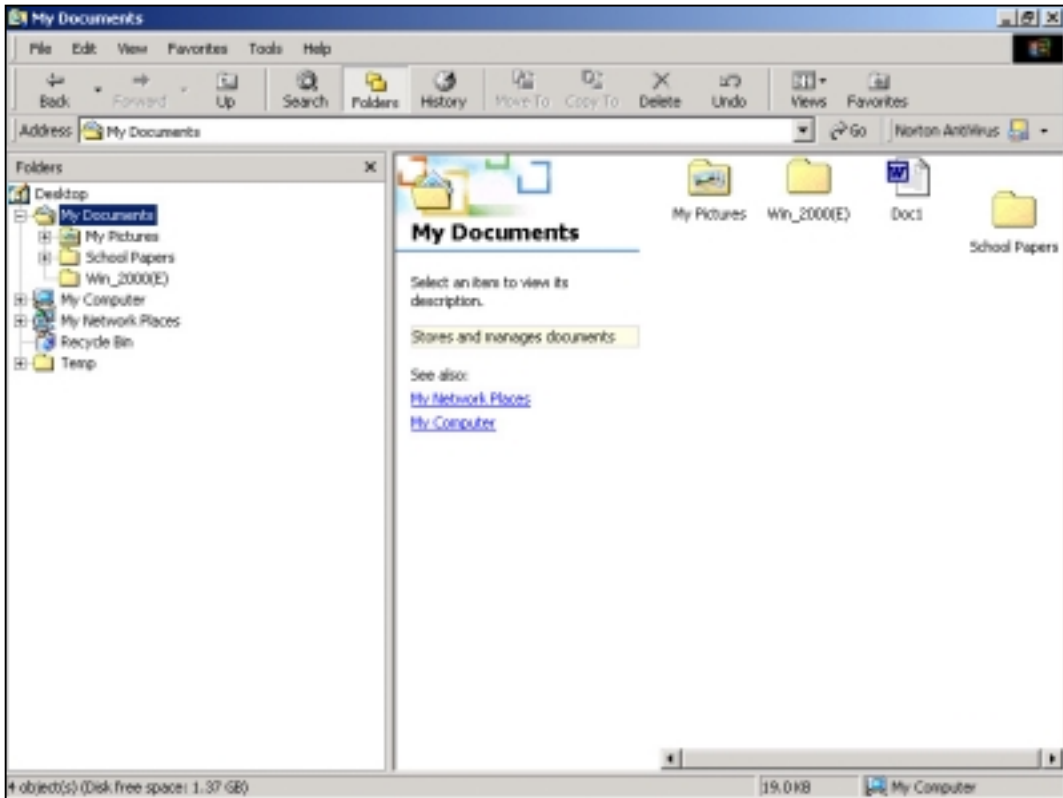 My Documents
File Edit View Favorites Tools Help
Back Forward Up Search Folders History Move To Copy To Delete Undo Views Favorites
Address My Documents Go Norton AntiVirus
Folders
Desktop
My Documents
My Pictures
School Papers
Win_2000(E)
My Computer
My Network Places
Recycle Bin
Temp
My Documents
Select an item to view its
description.
Stores and manages documents
See also:
My Network Places
My Computer
My Pictures Win_2000(E) Doc1 School Papers
4 object(s) (Disk free space: 1.37 GB) 19.0 KB My Computer